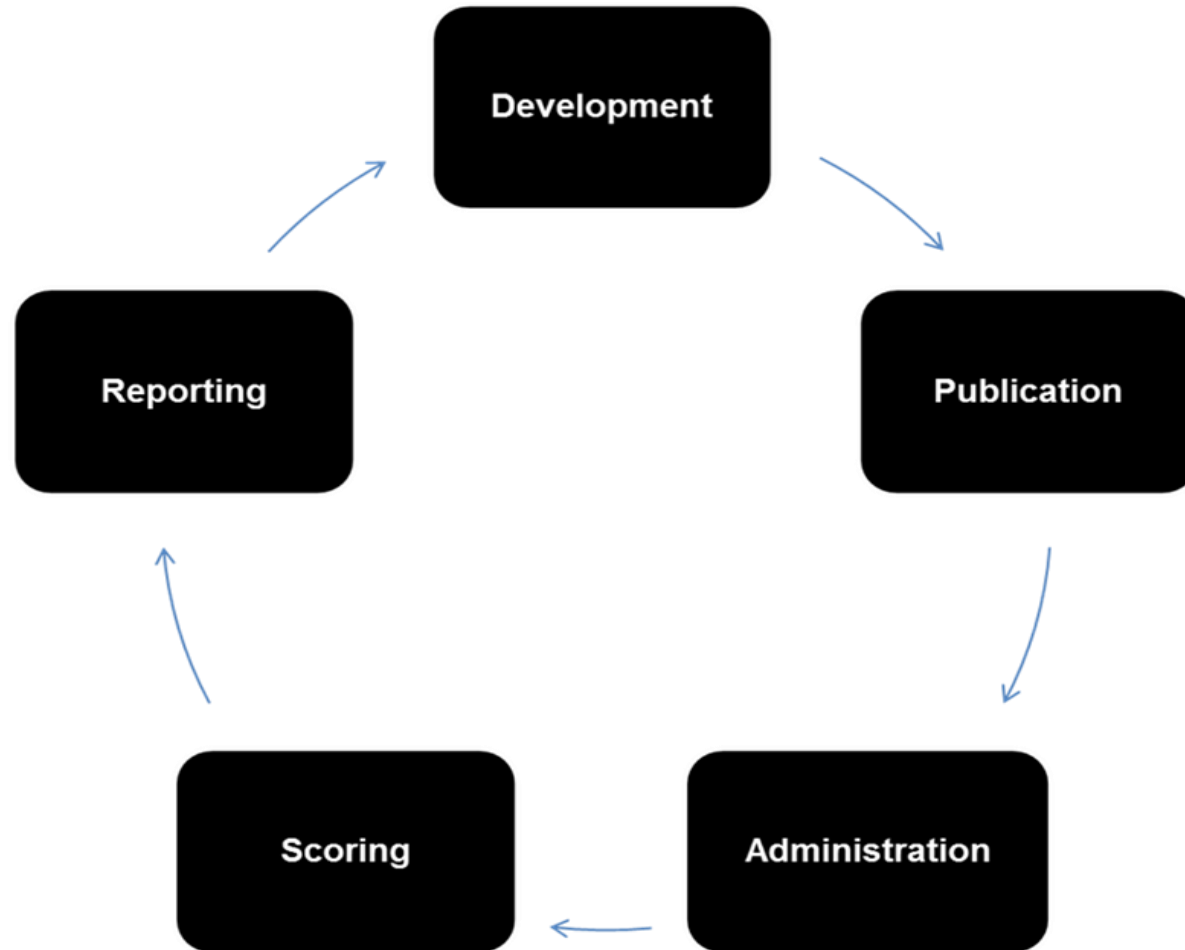 Development
Publication
Administration
Scoring
Reporting